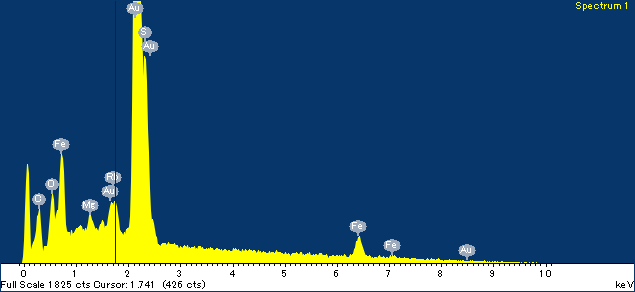 Spectrum 1
Au
S
Au
Fe
O
Rb
Au
Mg
Fe
Fe
Au
0 1 2 3 4 5 6 7 8 9 10
Full Scale 1825 cts Cursor: 1.741 (426 cts) keV